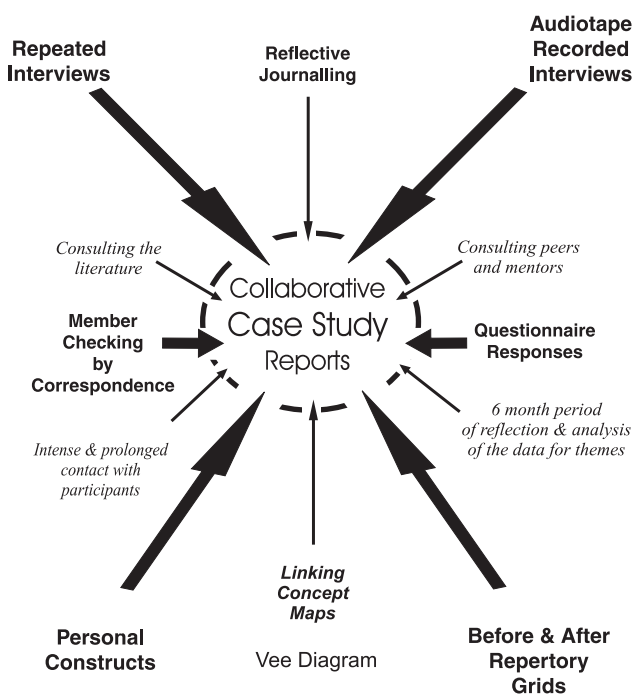 Repeated
Interviews
Reflective
Journalling
Audiotape
Recorded
Interviews
Consulting the
literature
Consulting peers
and mentors
Collaborative
Case Study
Reports
Member
Checking
by
Correspondence
Questionnaire
Responses
Intense & prolonged
contact with
participants
6 month period
of reflection & analysis
of the data for themes
Linking
Concept
Maps
Personal
Constructs
Vee Diagram
Before & After
Repertory
Grids